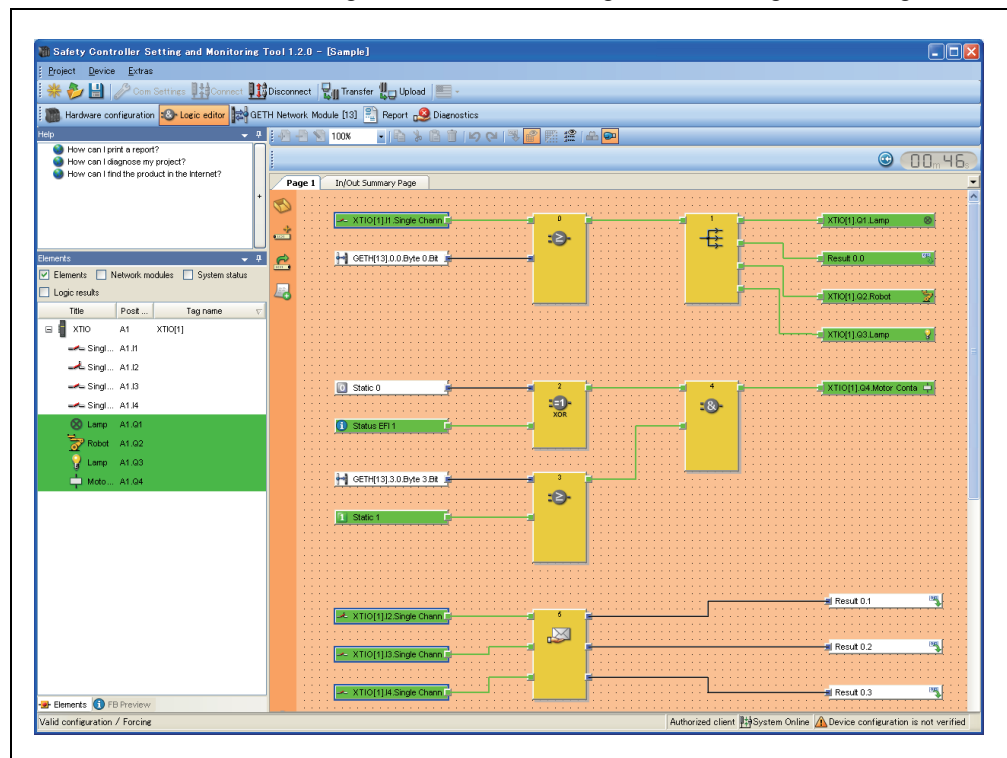 Safety Controller Setting and Monitoring Tool 1.2.0 - [Sample]
Project Device Extras
Com Settings Connect Disconnect Transfer Upload
Hardware configuration Logic editor GETH Network Module [13] Report Diagnostics
Help
100%
How can I print a report?
How can I diagnose my project?
How can I find the product in the Internet?
00m 46s
Page 1 In/Out Summary Page
Elements
Elements Network modules System status
Logic results
Title Posit ... Tag name
XTIO A1 XTIO[1]
Singl... A1.I1
Singl... A1.I2
Singl... A1.I3
Singl... A1.I4
Lamp A1.Q1
Robot A1.Q2
Lamp A1.Q3
Moto... A1.Q4
XTIO[1].I1.Single Chann
0
1
XTIO[1].Q1.Lamp
GETH[13].0.0.Byte 0.Bit
Result 0.0
XTIO[1].Q2.Robot
XTIO[1].Q3.Lamp
0 Static 0
2
=1
XOR
4
&
XTIO[1].Q4.Motor Conta
Status EFI 1
GETH[13].3.0.Byte 3.Bit
3
1 Static 1
XTIO[1].I2.Single Chann
5
Result 0.1
XTIO[1].I3.Single Chann
Result 0.2
XTIO[1].I4.Single Chann
Result 0.3
Elements FB Preview
Valid configuration / Forcing
Authorized client System Online Device configuration is not verified